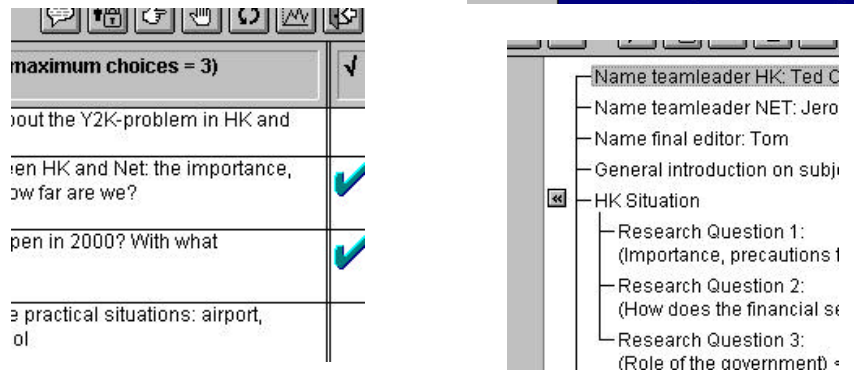 maximum choices = 3) √
out the Y2K-problem in HK and
en HK and Net: the importance,
ow far are we?
pen in 2000? With what
e practical situations: airport,
ol
Name teamleader HK: Ted
Name teamleader NET: Jero
Name final editor: Tom
General introduction on subje
HK Situation
Research Question 1:
(Importance, precautions
Research Question 2:
(How does the financial se
Research Question 3:
(Role of the government)